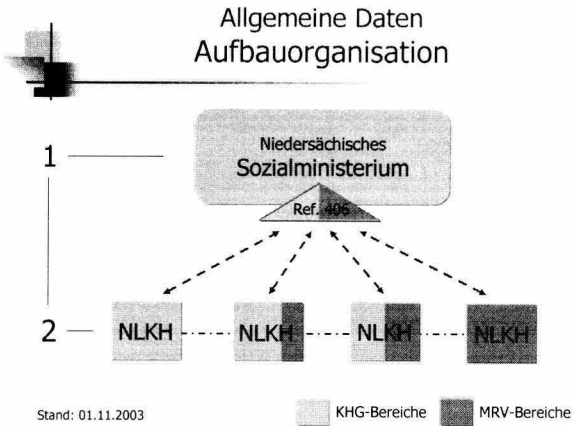 Allgemeine Daten
Aufbauorganisation
1
Niedersächisches
Sozialministerium
Ref. 406
2
NLKH NLKH NLKH NLKH
Stand: 01.11.2003
KHG-Bereiche MRV-Bereiche